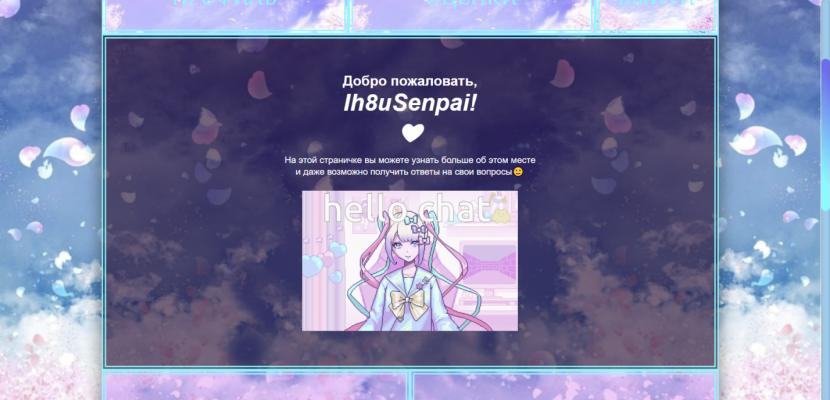 Добро пожаловать,
Ih8uSenpai!
На этой страничке вы можете узнать больше об этом месте
и даже возможно получить ответы на свои вопросы
hello chat